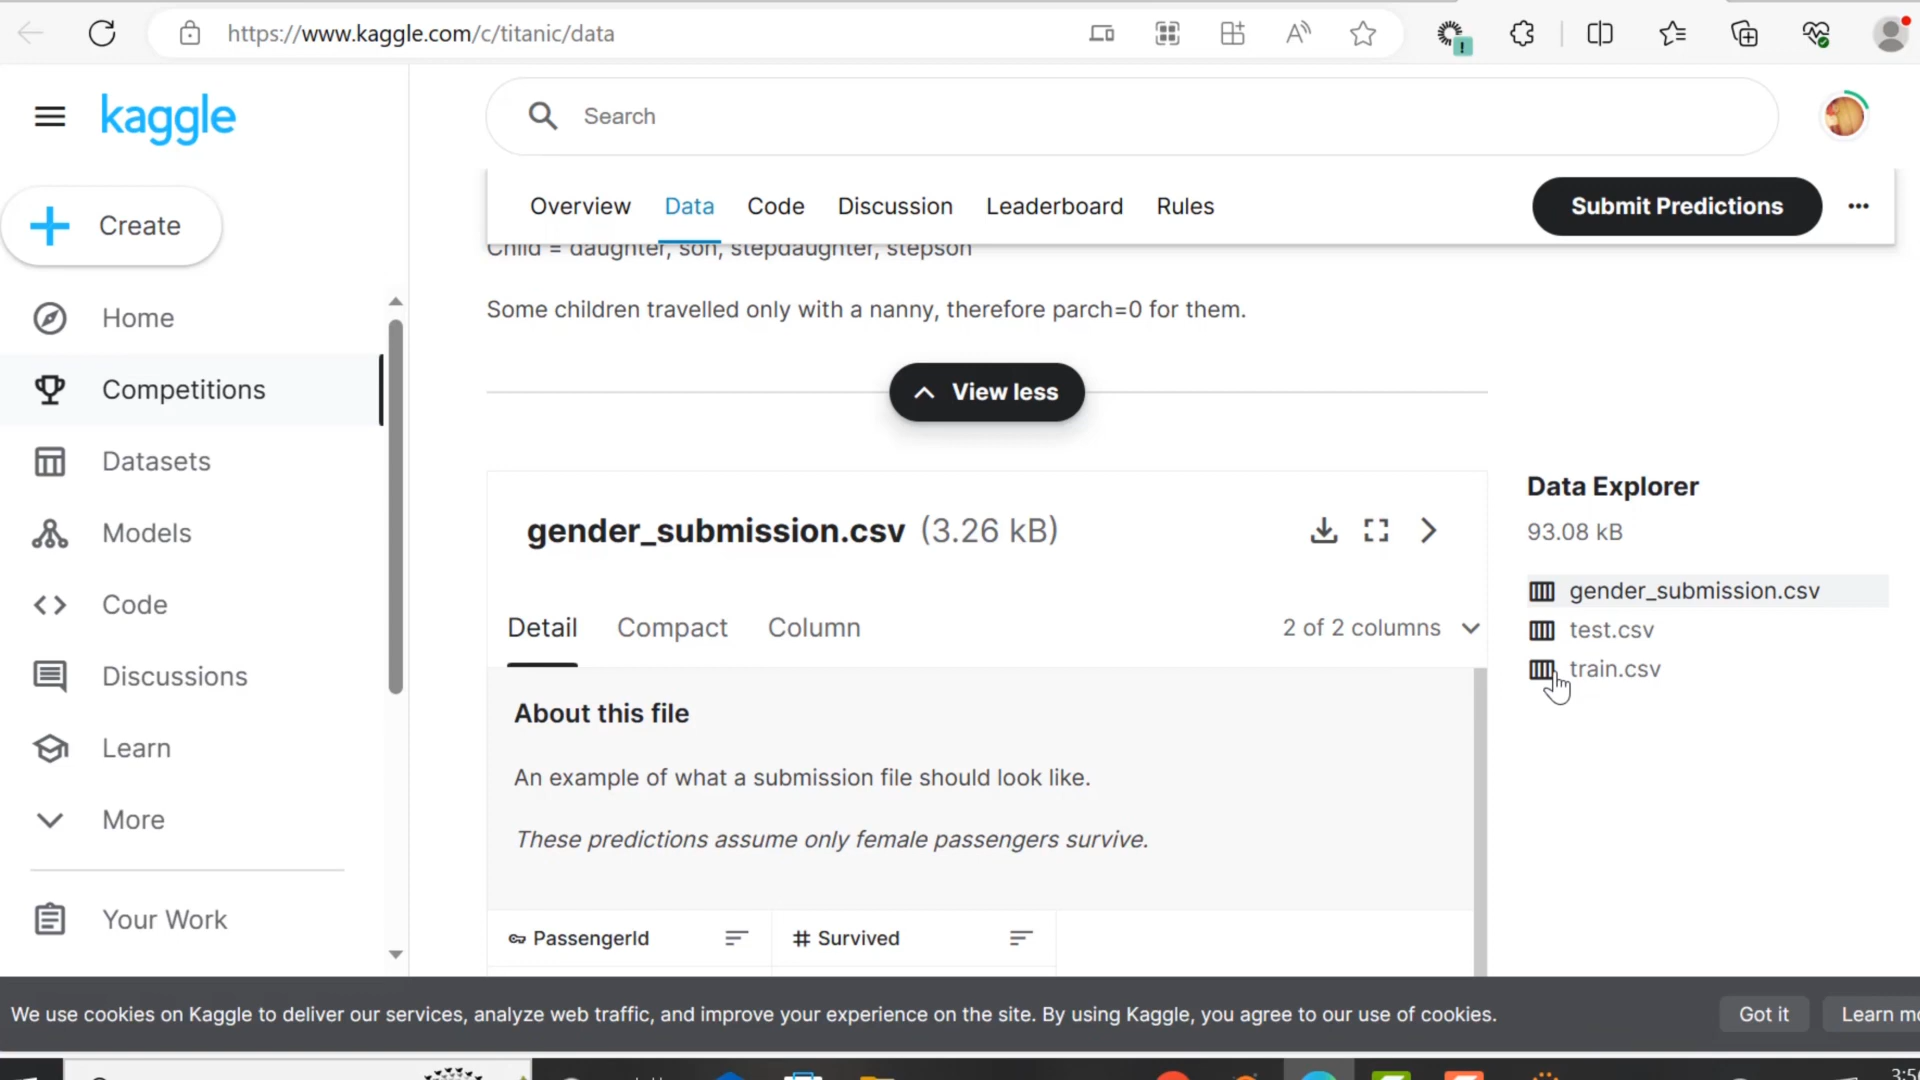 https://www.kaggle.com/c/titanic/data
kaggle
Search
Create
Home
Competitions
Datasets
Models
Code
Discussions
Learn
More
Your Work
Overview Data Code Discussion Leaderboard Rules
Submit Predictions
Child = daughter, son, stepdaughter, stepson
Some children travelled only with a nanny, therefore parch=0 for them.
View less
gender_submission.csv (3.26 kB)
Detail Compact Column
2 of 2 columns
About this file
An example of what a submission file should look like.
These predictions assume only female passengers survive.
PassengerId # Survived
Data Explorer
93.08 kB
gender_submission.csv
test.csv
train.csv
We use cookies on Kaggle to deliver our services, analyze web traffic, and improve your experience on the site. By using Kaggle, you agree to our use of cookies.
Got it
Learn